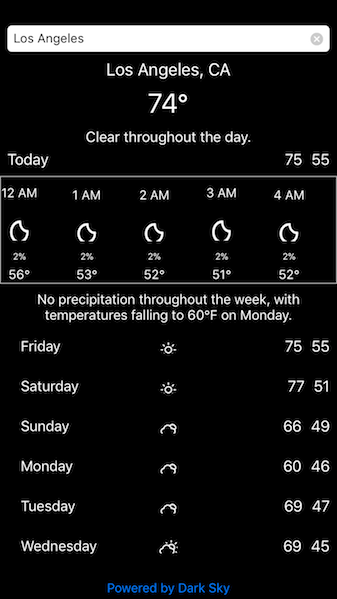 Los Angeles
Los Angeles, CA
74°
Clear throughout the day.
Today 75 55
12 AM 1 AM 2 AM 3 AM 4 AM
2% 2% 2% 2% 2%
56° 53° 52° 51° 52°
No precipitation throughout the week, with
temperatures falling to 60°F on Monday.
Friday 75 55
Saturday 77 51
Sunday 66 49
Monday 60 46
Tuesday 69 47
Wednesday 69 45
Powered by Dark Sky